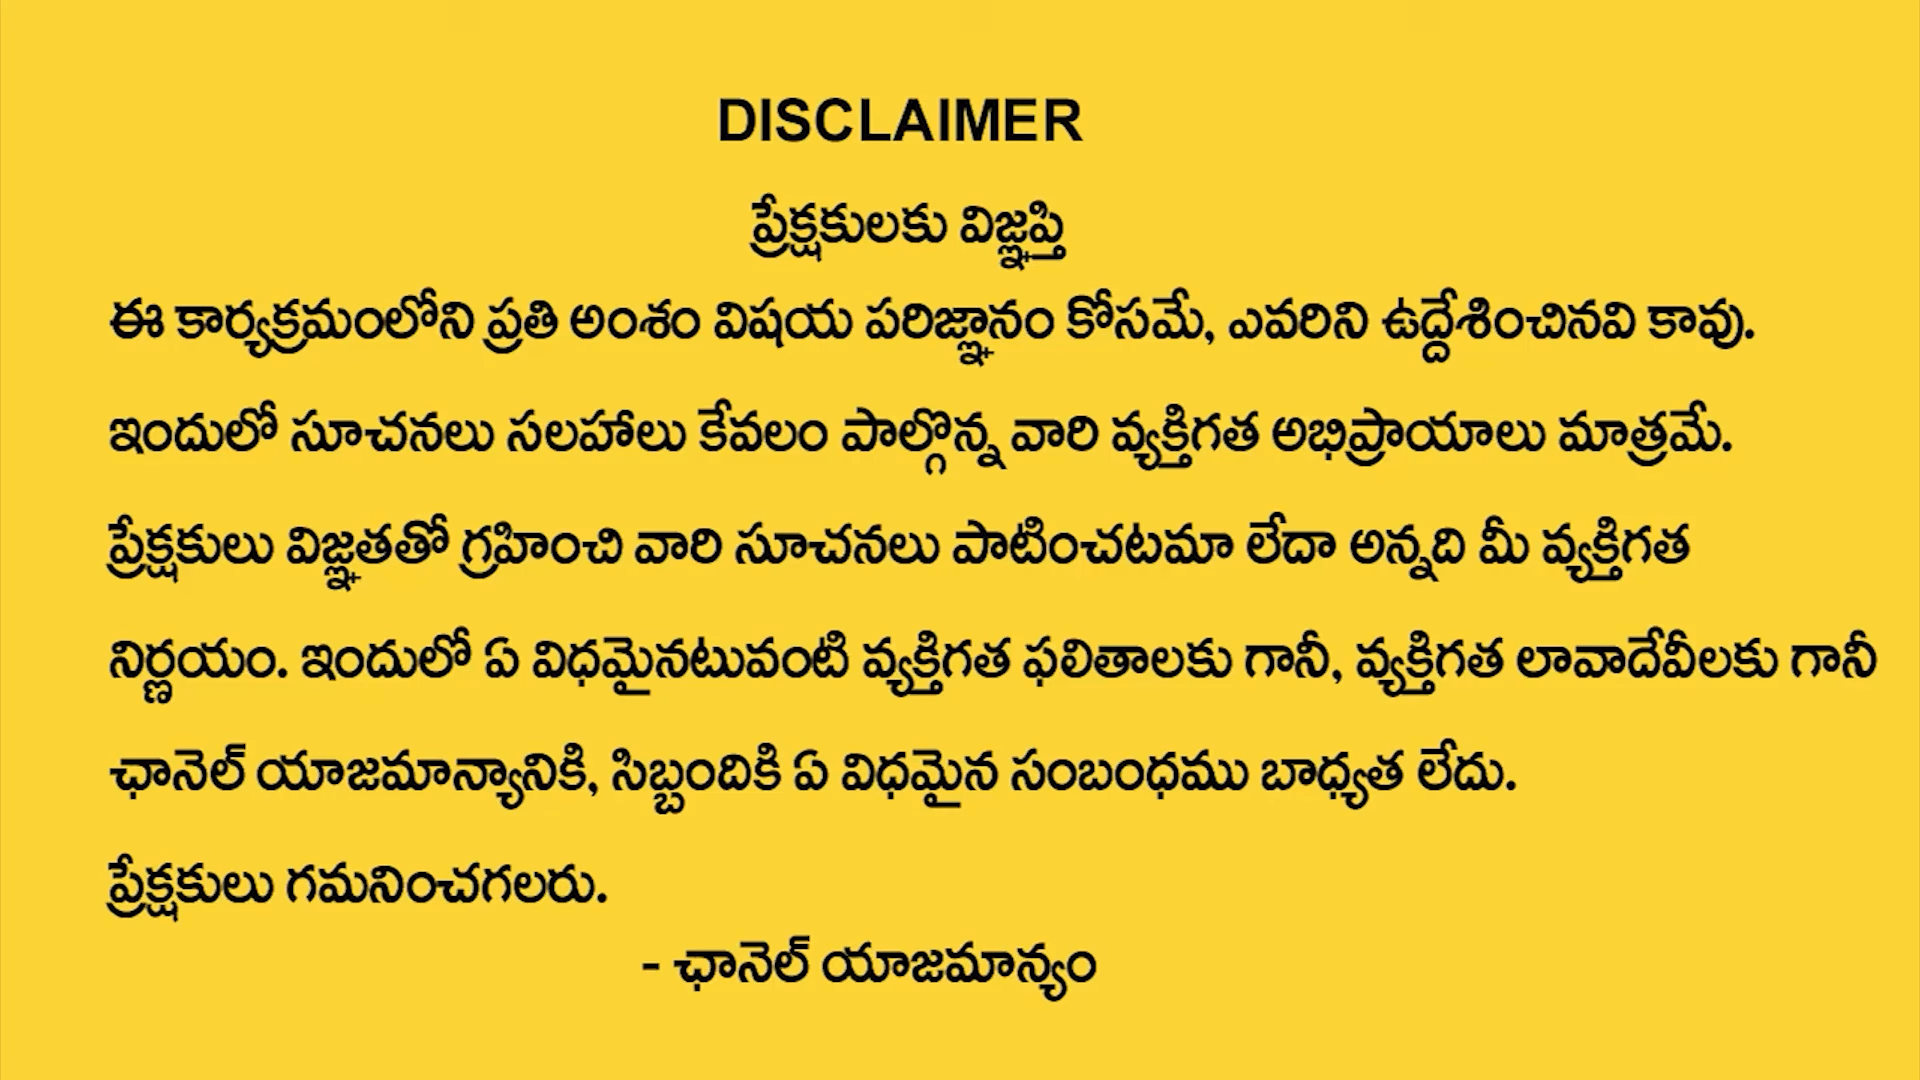 DISCLAIMER
ప్రేక్షకులకు విజ్ఞప్తి
ఈ కార్యక్రమంలోని ప్రతి అంశం విషయ పరిజ్ఞానం కోసమే, ఎవరిని ఉద్దేశించినవి కావు.
ఇందులో సూచనలు సలహాలు కేవలం పాల్గొన్న వారి వ్యక్తిగత అభిప్రాయాలు మాత్రమే.
ప్రేక్షకులు విజ్ఞతతో గ్రహించి వారి సూచనలు పాటించటమా లేదా అన్నది మీ వ్యక్తిగత
నిర్ణయం. ఇందులో ఏ విధమైనటువంటి వ్యక్తిగత ఫలితాలకు గానీ, వ్యక్తిగత లావాదేవీలకు గానీ
ఛానెల్ యాజమాన్యానికి, సిబ్బందికి ఏ విధమైన సంబంధము బాధ్యత లేదు.
ప్రేక్షకులు గమనించగలరు.
- ఛానెల్ యాజమాన్యం